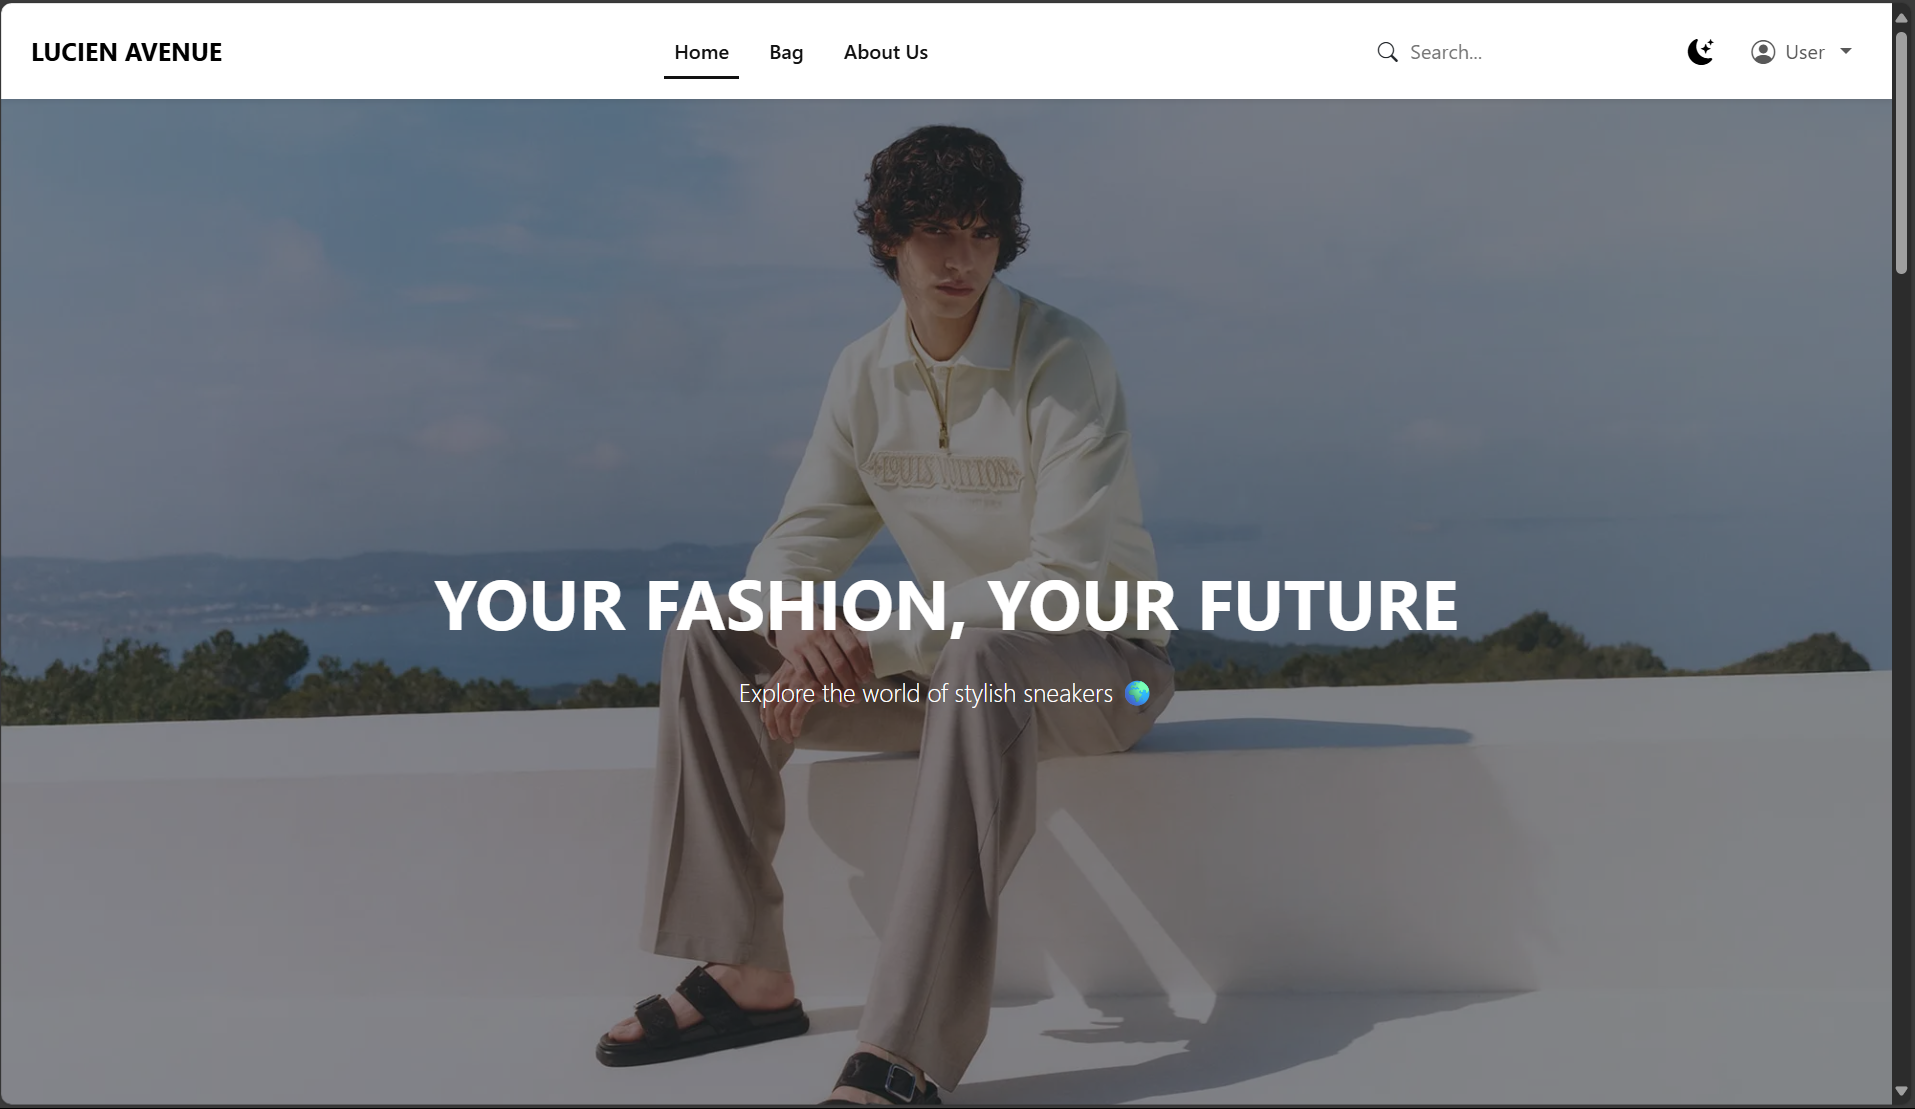 LUCIEN AVENUE
Home Bag About Us
Search...
User
LOUIS VUITTON
YOUR FASHION, YOUR FUTURE
Explore the world of stylish sneakers 🌍